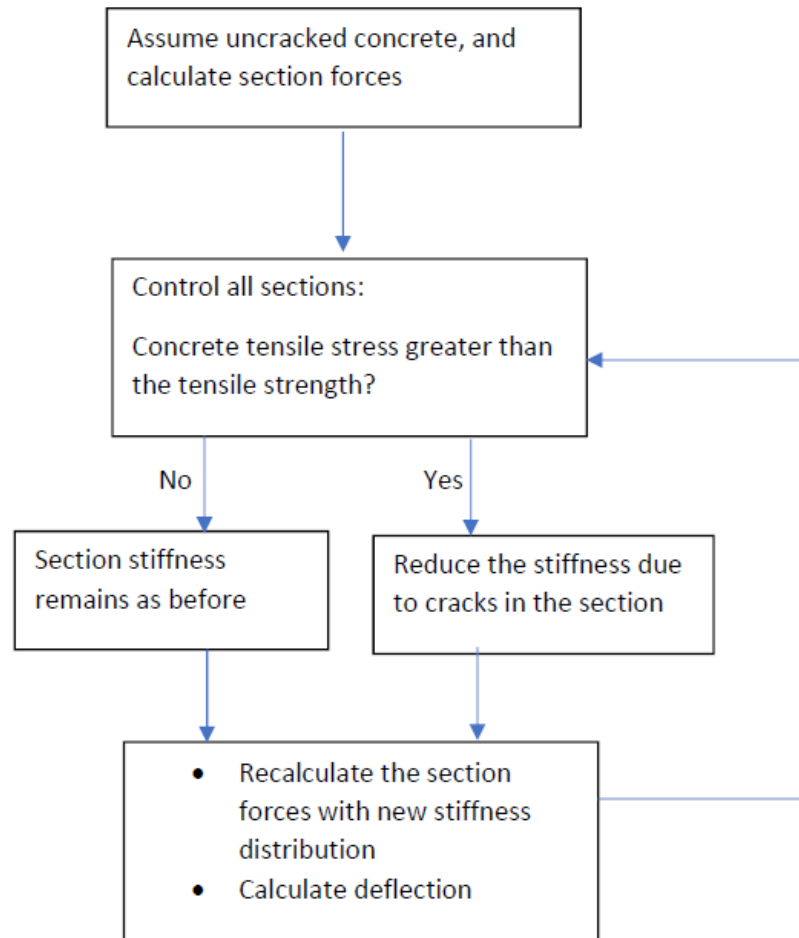 Assume uncracked concrete, and
calculate section forces
Control all sections:
Concrete tensile stress greater than
the tensile strength?
No
Yes
Section stiffness
remains as before
Reduce the stiffness due
to cracks in the section
• Recalculate the section
forces with new stiffness
distribution
• Calculate deflection